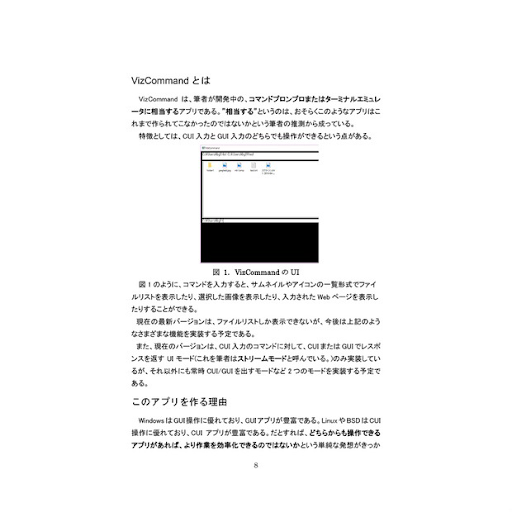 VizCommand とは
VizCommand は、筆者が開発中の、コマンドプロンプロまたはターミナルエミュレ
ータに相当するアプリである。"相当する"というのは、おそらくこのようなアプリはこ
れまで作られてこなかったのではないかという筆者の推測から成っている。
特徴としては、CUI 入力と GUI 入力のどちらでも操作ができるという点がある。
図 1. VizCommand の UI
図 1 のように、コマンドを入力すると、サムネイルやアイコンの一覧形式でファイ
ルリストを表示したり、選択した画像を表示したり、入力された Web ページを表示し
たりすることができる。
現在の最新バージョンは、ファイルリストしか表示できないが、今後は上記のよう
なさまざまな機能を実装する予定である。
また、現在のバージョンは、CUI 入力のコマンドに対して、CUI または GUI でレスポ
ンスを返す UI モード(これを筆者はストリームモードと呼んでいる。)のみ実装してい
るが、それ以外にも常時 CUI/GUI を出すモードなど 2 つのモードを実装する予定で
ある。
このアプリを作る理由
Windows は GUI 操作に優れており、GUI アプリが豊富である。Linux や BSD は CUI
操作に優れており、CUI アプリが豊富である。だとすれば、どちらからも操作できる
アプリがあれば、より作業を効率化できるのではないかという単純な発想がきっか
8